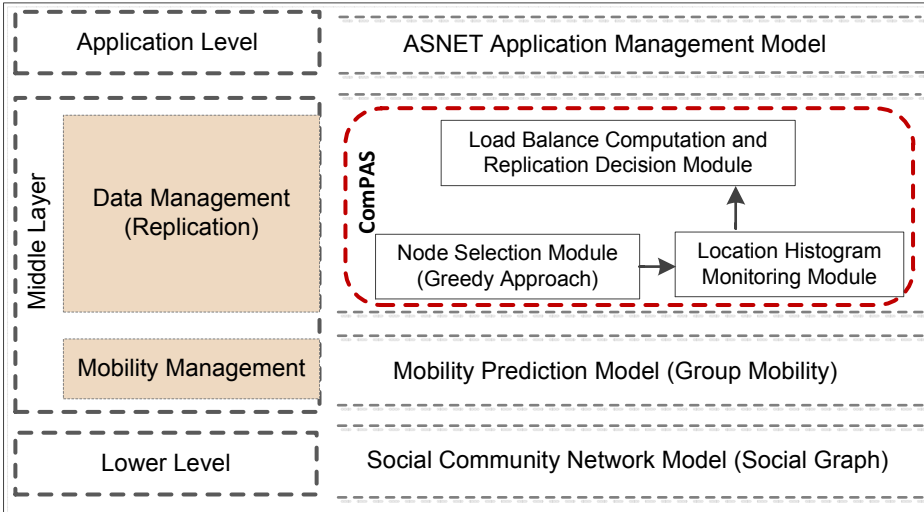 Application Level
ASNET Application Management Model
Middle Layer
Data Management
(Replication)
ComPAS
Load Balance Computation and
Replication Decision Module
Node Selection Module
(Greedy Approach)
Location Histogram
Monitoring Module
Mobility Management
Mobility Prediction Model (Group Mobility)
Lower Level
Social Community Network Model (Social Graph)